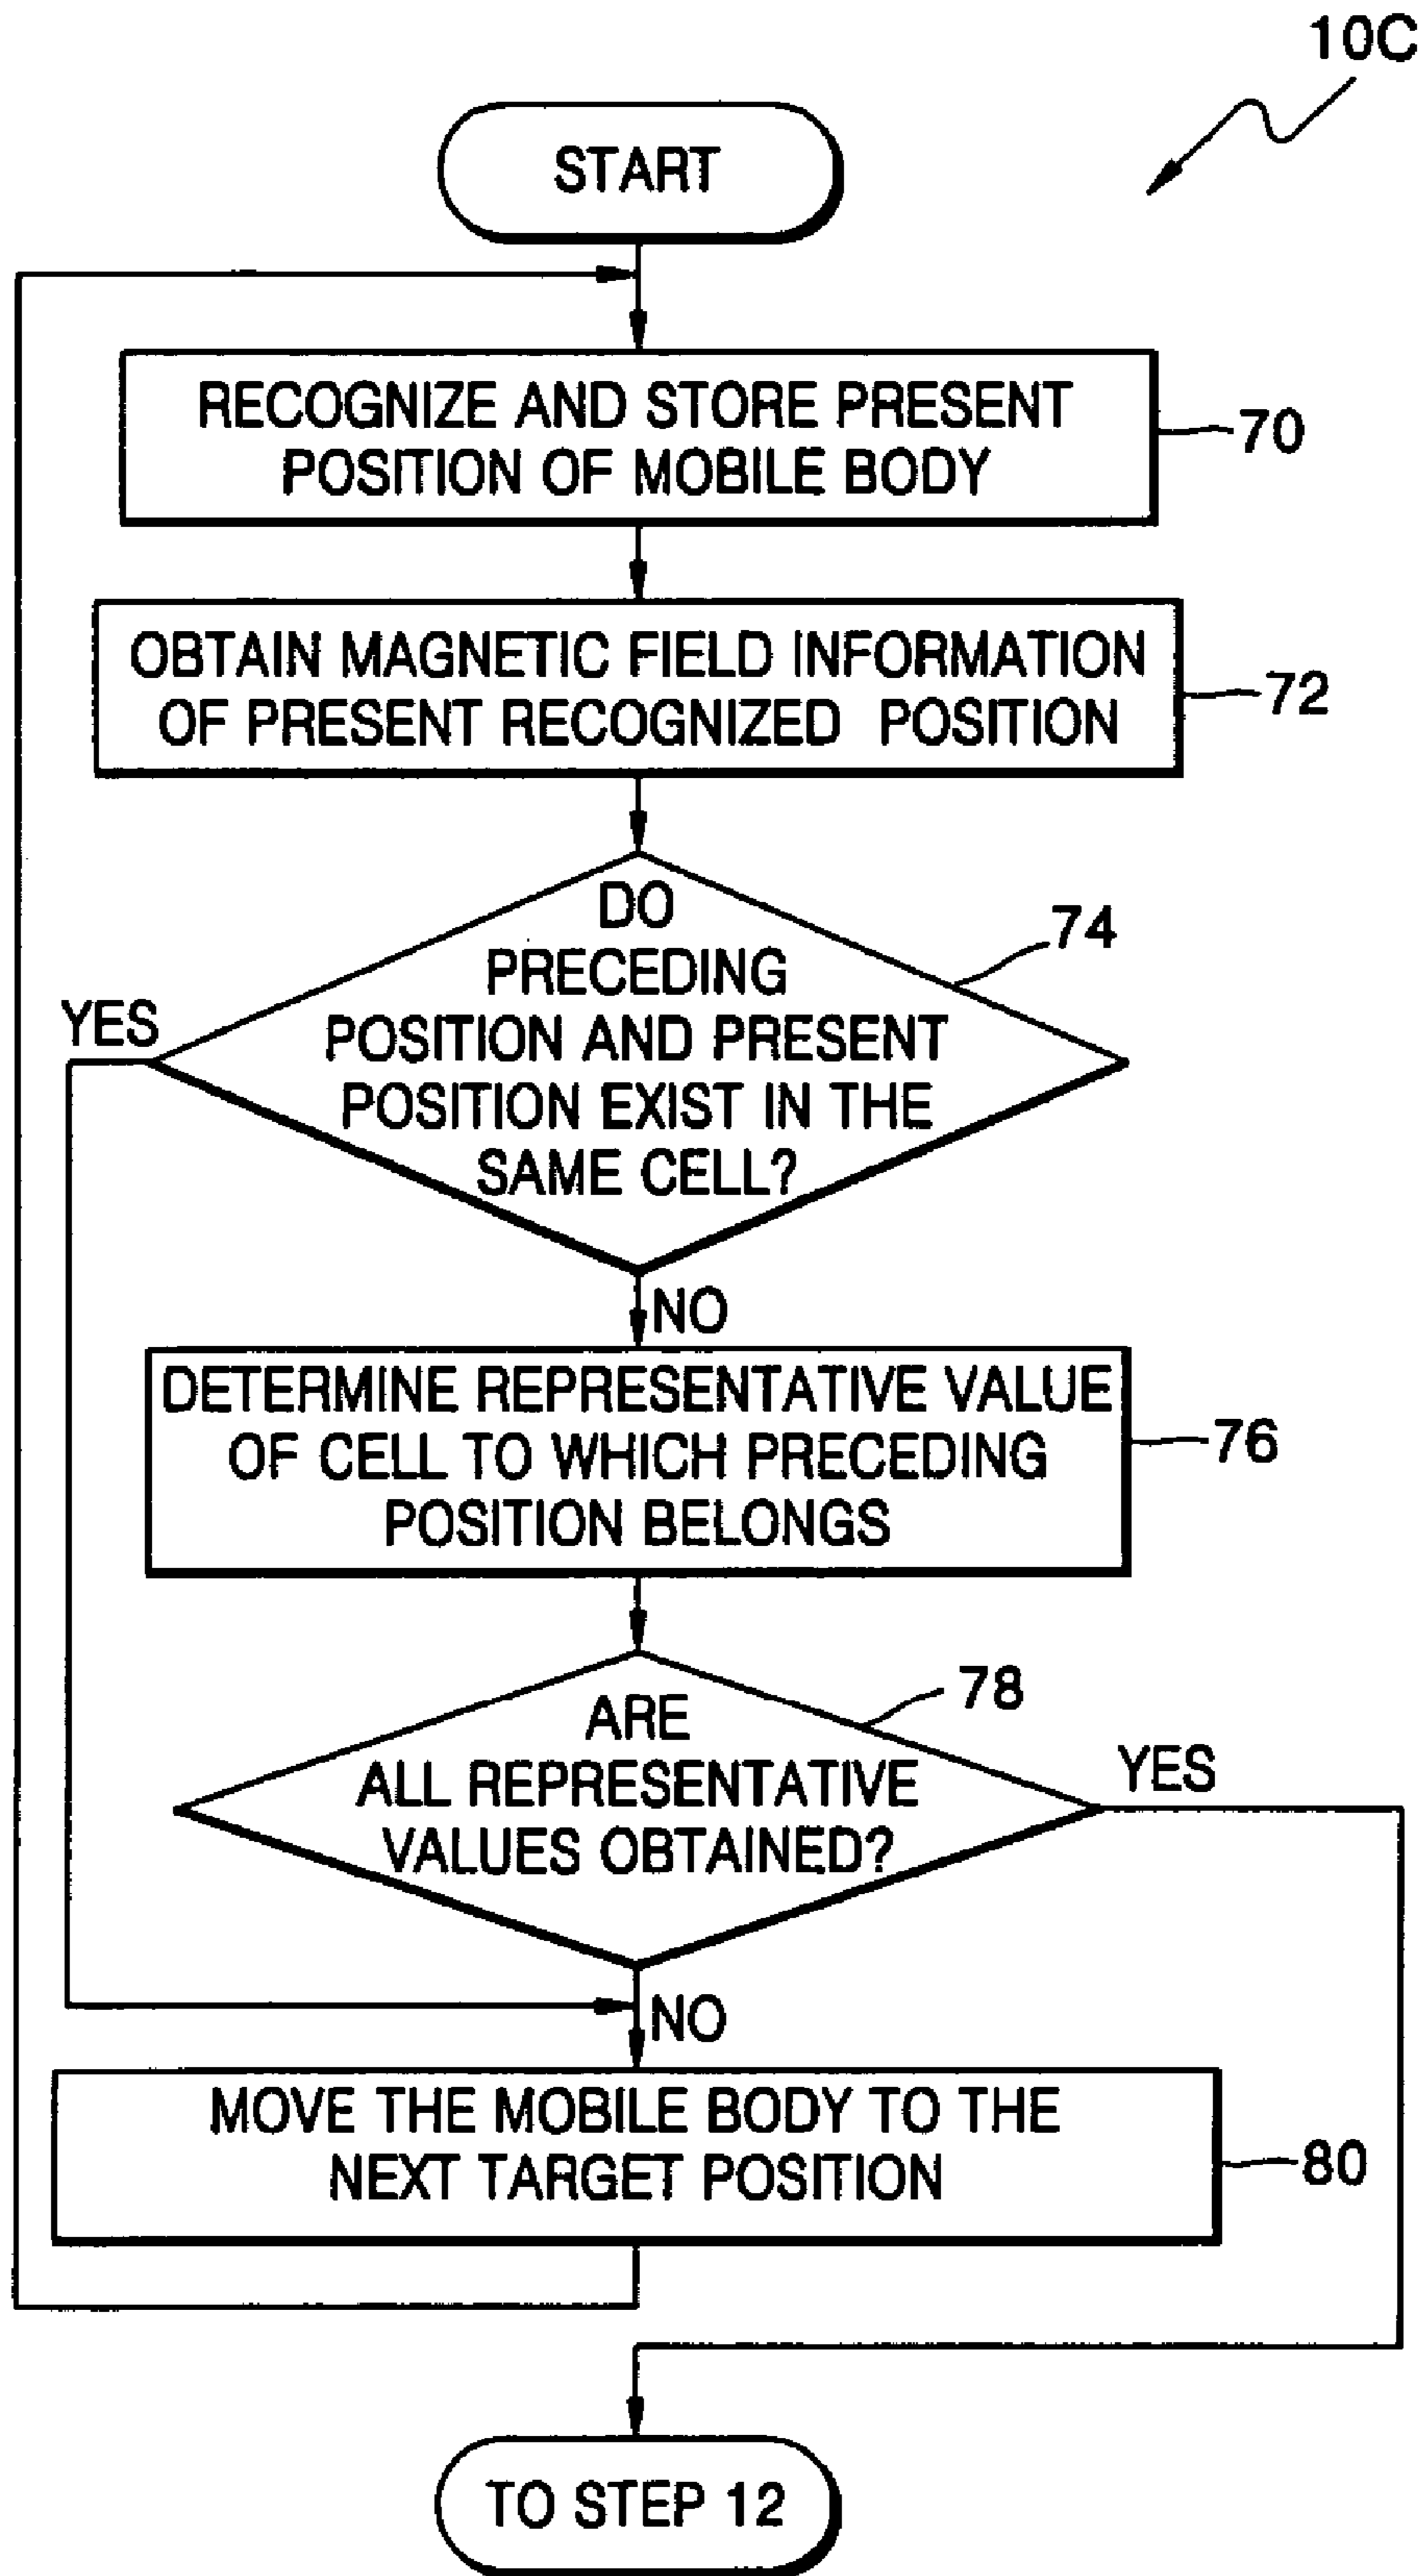 10C
START
RECOGNIZE AND STORE PRESENT
POSITION OF MOBILE BODY
70
OBTAIN MAGNETIC FIELD INFORMATION
OF PRESENT RECOGNIZED POSITION
72
DO
PRECEDING
POSITION AND PRESENT
POSITION EXIST IN THE
SAME CELL?
74
YES
NO
DETERMINE REPRESENTATIVE VALUE
OF CELL TO WHICH PRECEDING
POSITION BELONGS
76
ARE
ALL REPRESENTATIVE
VALUES OBTAINED?
78
YES
NO
MOVE THE MOBILE BODY TO THE
NEXT TARGET POSITION
80
TO STEP 12